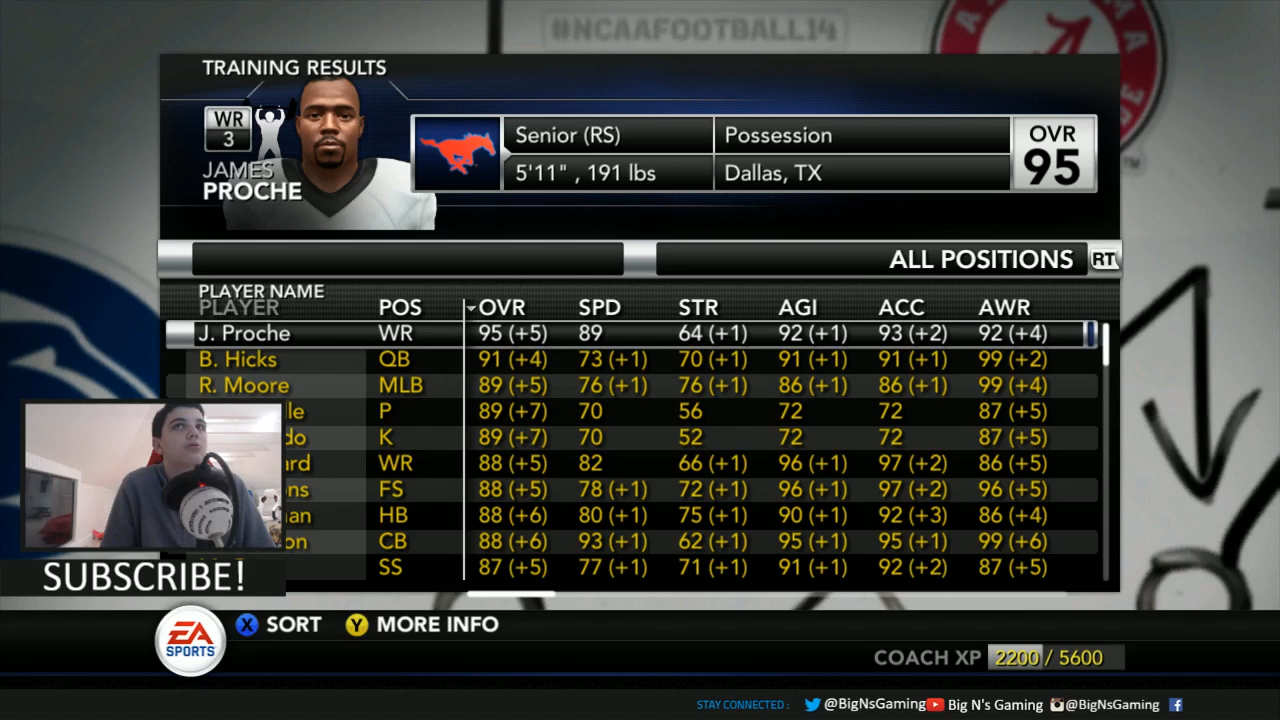 #NCAAFOOTBALL14
TRAINING RESULTS
WR
3
JAMES
PROCHE
Senior (RS)
Possession
5'11" , 191 lbs
Dallas, TX
OVR
95
ALL POSITIONS RT
PLAYER NAME
PLAYER POS OVR SPD STR AGI ACC AWR
J. Proche WR 95 (+5) 89 64 (+1) 92 (+1) 93 (+2) 92 (+4)
B. Hicks QB 91 (+4) 73 (+1) 70 (+1) 91 (+1) 91 (+1) 99 (+2)
R. Moore MLB 89 (+5) 76 (+1) 76 (+1) 86 (+1) 86 (+1) 99 (+4)
lle P 89 (+7) 70 56 72 72 87 (+5)
do K 89 (+7) 70 52 72 72 87 (+5)
ard WR 88 (+5) 82 66 (+1) 96 (+1) 97 (+2) 86 (+5)
ns FS 88 (+5) 78 (+1) 72 (+1) 96 (+1) 97 (+2) 96 (+5)
an HB 88 (+6) 80 (+1) 75 (+1) 90 (+1) 92 (+3) 86 (+4)
on CB 88 (+6) 93 (+1) 62 (+1) 95 (+1) 95 (+1) 99 (+6)
SS 87 (+5) 77 (+1) 71 (+1) 91 (+1) 92 (+2) 87 (+5)
SUBSCRIBE!
EA
SPORTS
X SORT Y MORE INFO
COACH XP 2200 / 5600
STAY CONNECTED : @BigNsGaming Big N's Gaming @BigNsGaming